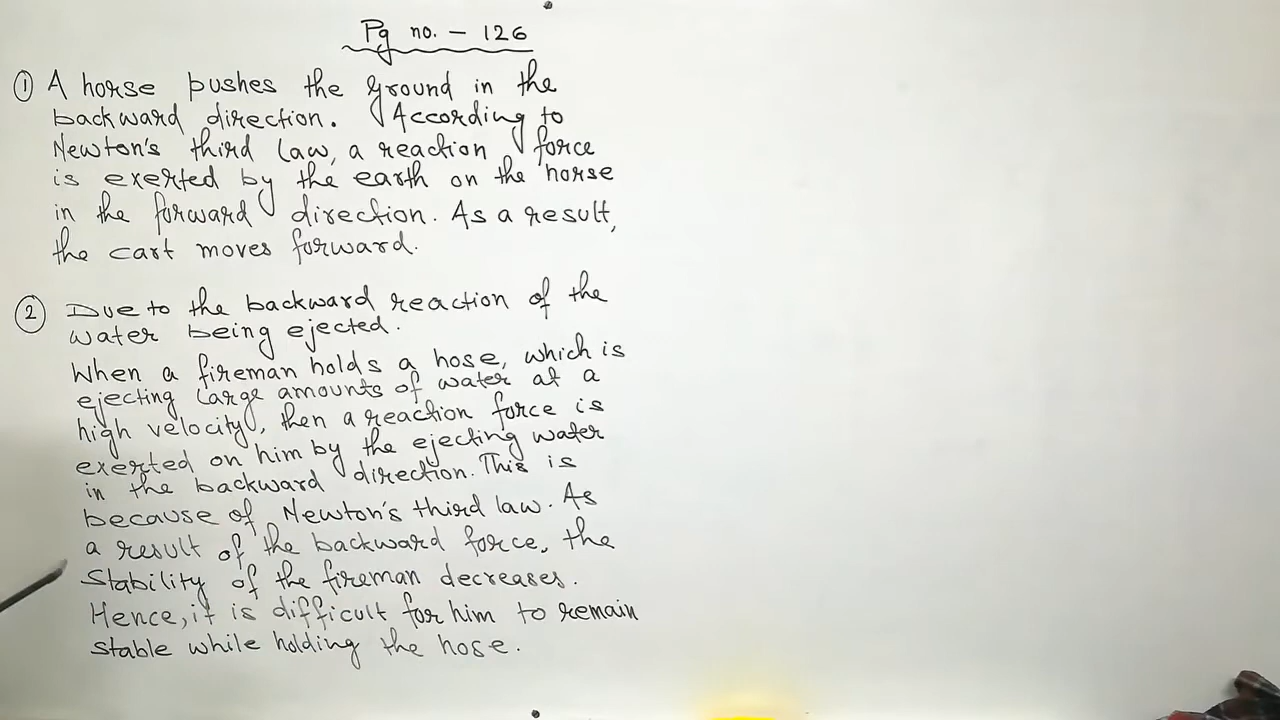 Pg no. - 126
① A horse pushes the ground in the
backward direction. According to
Newton's third law, a reaction force
is exerted by the earth on the horse
in the forward direction. As a result,
the cart moves forward.
② Due to the backward reaction of the
water being ejected.
When a fireman holds a hose, which is
ejecting large amounts of water at a
high velocity, then a reaction force is
exerted on him by the ejecting water
in the backward direction. This is
because of Newton's third law. As
a result of the backward force, the
stability of the fireman decreases.
Hence, it is difficult for him to remain
stable while holding the hose.